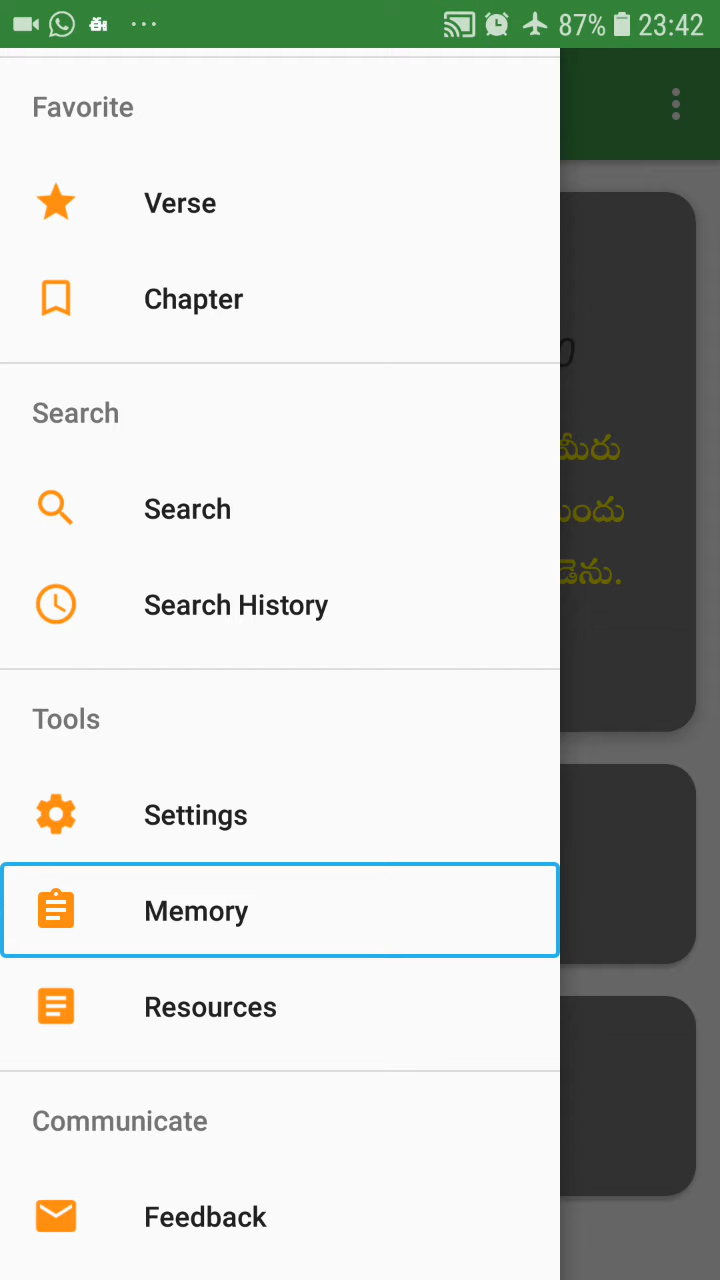 87% 23:42
Favorite
Verse
Chapter
Search
Search
Search History
Tools
Settings
Memory
Resources
Communicate
Feedback
మీరు